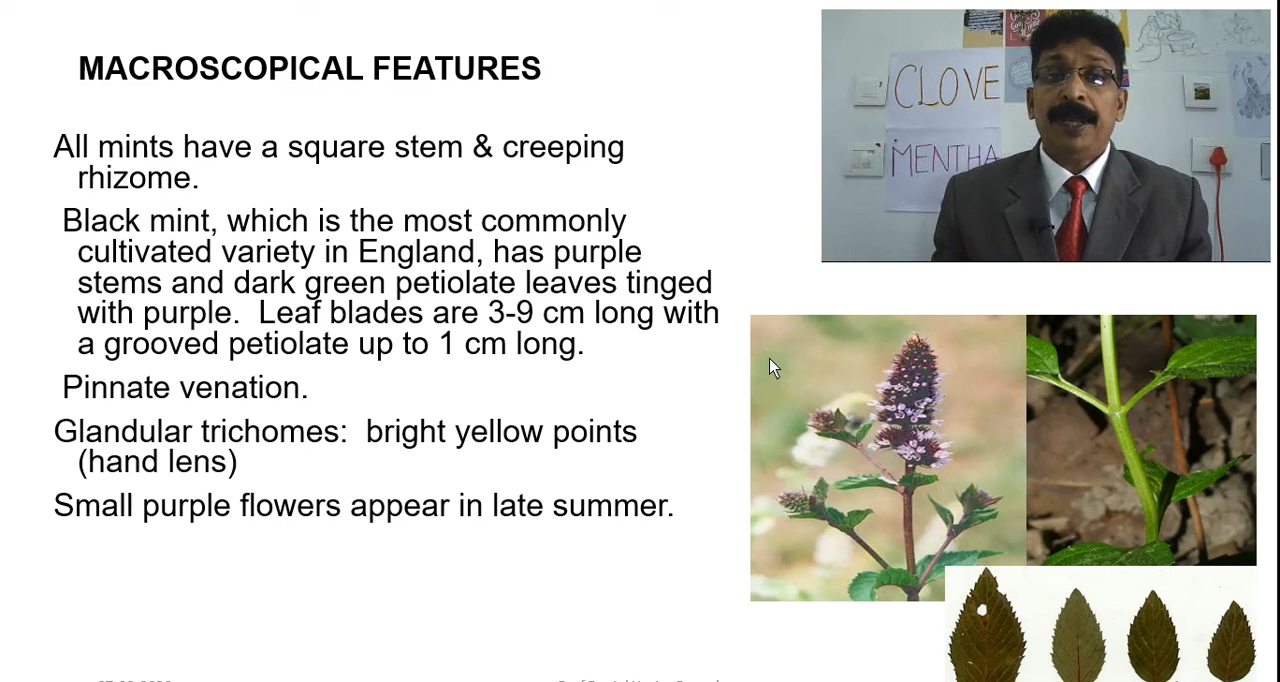 MACROSCOPICAL FEATURES
All mints have a square stem & creeping
rhizome.
Black mint, which is the most commonly
cultivated variety in England, has purple
stems and dark green petiolate leaves tinged
with purple.  Leaf blades are 3-9 cm long with
a grooved petiolate up to 1 cm long.
Pinnate venation.
Glandular trichomes:  bright yellow points
(hand lens)
Small purple flowers appear in late summer.
CLOVE
MENTHA